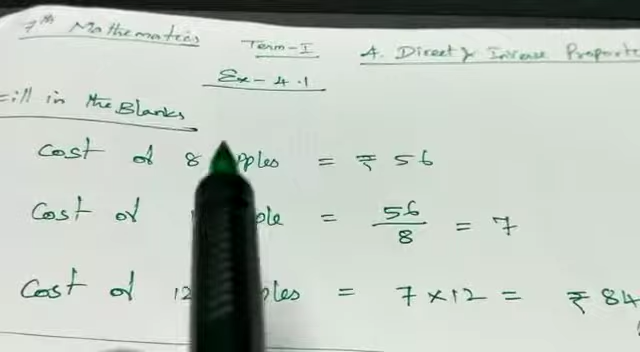 7th Mathematics Term-I 4. Direct & Inverse Proporti
Ex-4.1
Fill in the Blanks
Cost of 8 pples = ₹ 56
Cost of ple = 56/8 = 7
Cost of 12 ples = 7 × 12 = ₹ 84